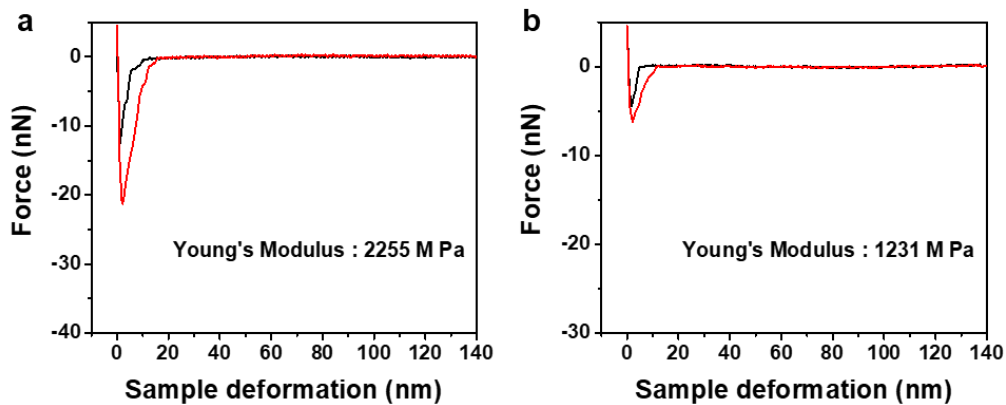 a
Force (nN)
0
-10
-20
-30
-40
Young's Modulus : 2255 M Pa
0 20 40 60 80 100 120 140
Sample deformation (nm)
b
Force (nN)
0
-10
-20
-30
Young's Modulus : 1231 M Pa
0 20 40 60 80 100 120 140
Sample deformation (nm)